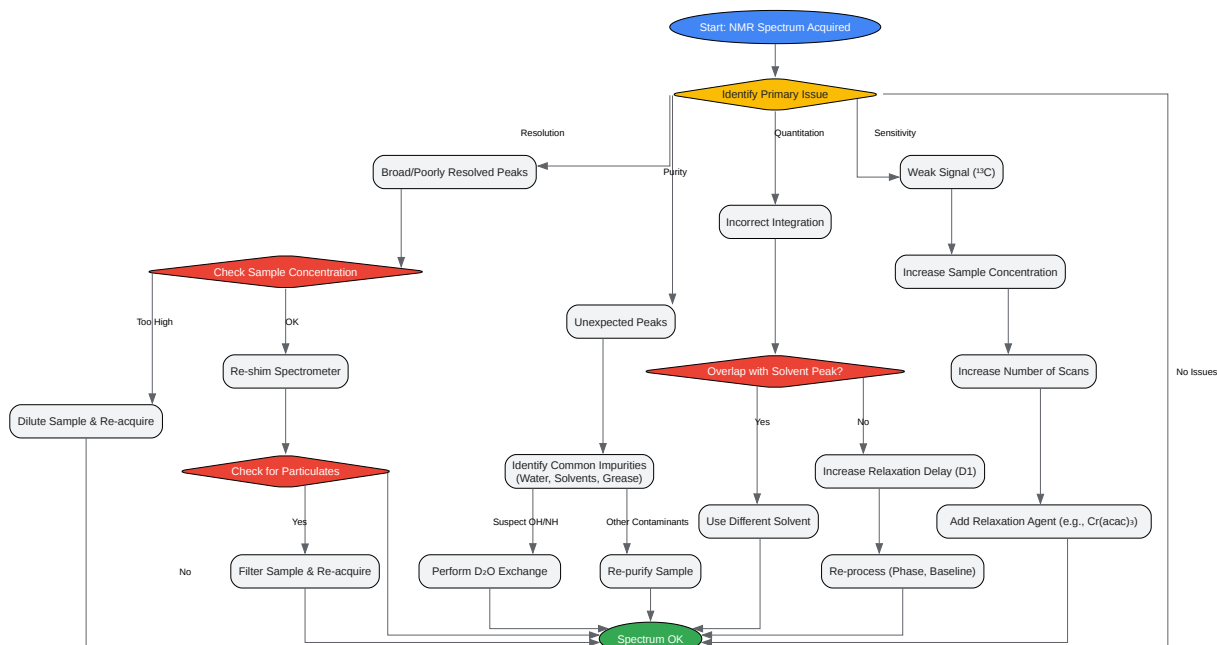 Start: NMR Spectrum Acquired
Identify Primary Issue
Resolution
Quantitation
Sensitivity
Broad/Poorly Resolved Peaks
Purity
Weak Signal (¹³C)
Incorrect Integration
Check Sample Concentration
Increase Sample Concentration
Too High
OK
Unexpected Peaks
Re-shim Spectrometer
Overlap with Solvent Peak?
Increase Number of Scans
No Issues
Dilute Sample & Re-acquire
Yes
No
Check for Particulates
Identify Common Impurities
(Water, Solvents, Grease)
Increase Relaxation Delay (D1)
Yes
Suspect OH/NH
Other Contaminants
Use Different Solvent
Add Relaxation Agent (e.g., Cr(acac)₃)
No
Filter Sample & Re-acquire
Perform D₂O Exchange
Re-purify Sample
Re-process (Phase, Baseline)
Spectrum OK